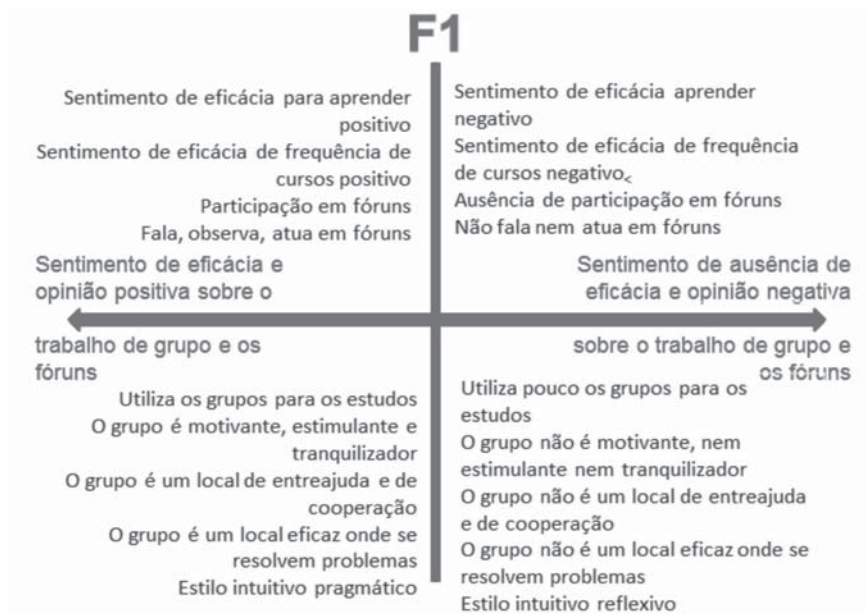 F1
Sentimento de eficácia para aprender
positivo
Sentimento de eficácia de frequência de
cursos positivo
Participação em fóruns
Fala, observa, atua em fóruns
Sentimento de eficácia aprender
negativo
Sentimento de eficácia de frequência
de cursos negativo<
Ausência de participação em fóruns
Não fala nem atua em fóruns
Sentimento de eficácia e
opinião positiva sobre o
trabalho de grupo e os
fóruns
Sentimento de ausência de
eficácia e opinião negativa
sobre o trabalho de grupo e
os fóruns
Utiliza os grupos para os estudos
O grupo é motivante, estimulante e
tranquilizador
O grupo é um local de entreajuda e de
cooperação
O grupo é um local eficaz onde se
resolvem problemas
Estilo intuitivo pragmático
Utiliza pouco os grupos para os
estudos
O grupo não é motivante, nem
estimulante nem tranquilizador
O grupo não é um local de entreajuda
e de cooperação
O grupo não é um local eficaz onde se
resolvem problemas
Estilo intuitivo reflexivo